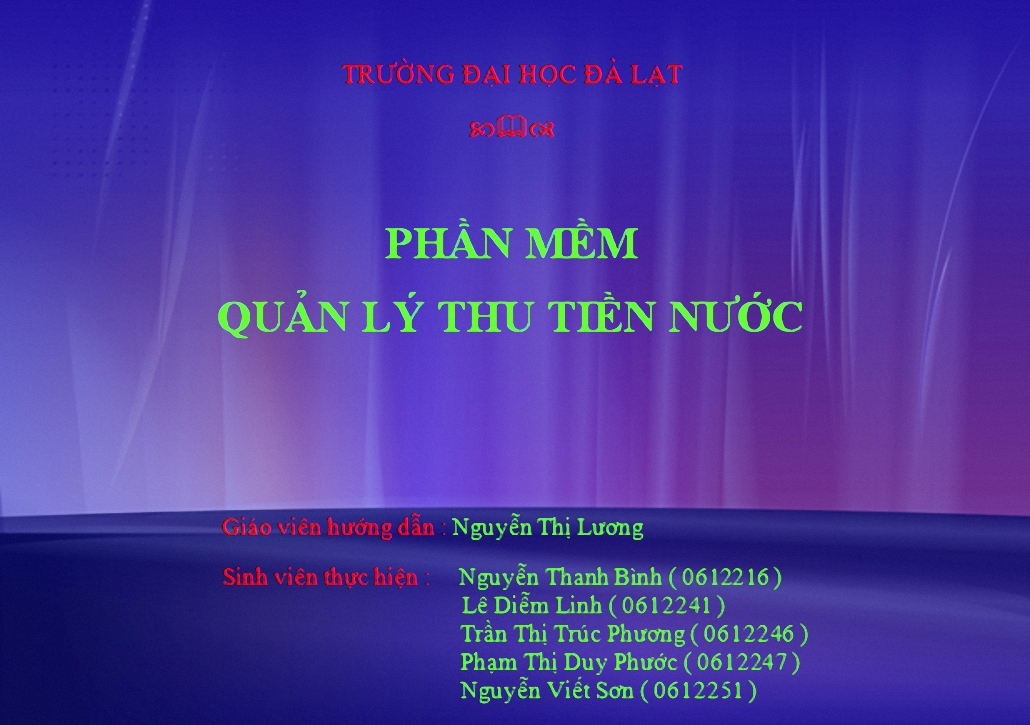 TRƯỜNG ĐẠI HỌC ĐÀ LẠT
PHẦN MỀM
QUẢN LÝ THU TIỀN NƯỚC
Giáo viên hướng dẫn : Nguyễn Thị Lương
Sinh viên thực hiện : Nguyễn Thanh Bình ( 0612216 )
Lê Diễm Linh ( 0612241 )
Trần Thị Trúc Phương ( 0612246 )
Phạm Thị Duy Phước ( 0612247 )
Nguyễn Viết Sơn ( 0612251 )